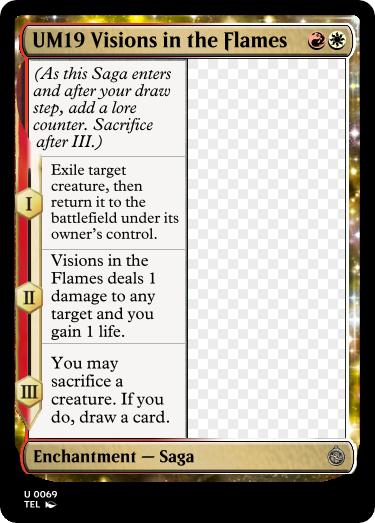 UM19 Visions in the Flames
(As this Saga enters
and after your draw
step, add a lore
counter. Sacrifice
after III.)
I
Exile target
creature, then
return it to the
battlefield under its
owner's control.
II
Visions in the
Flames deals 1
damage to any
target and you
gain 1 life.
III
You may
sacrifice a
creature. If you
do, draw a card.
Enchantment — Saga
U 0069
TEL